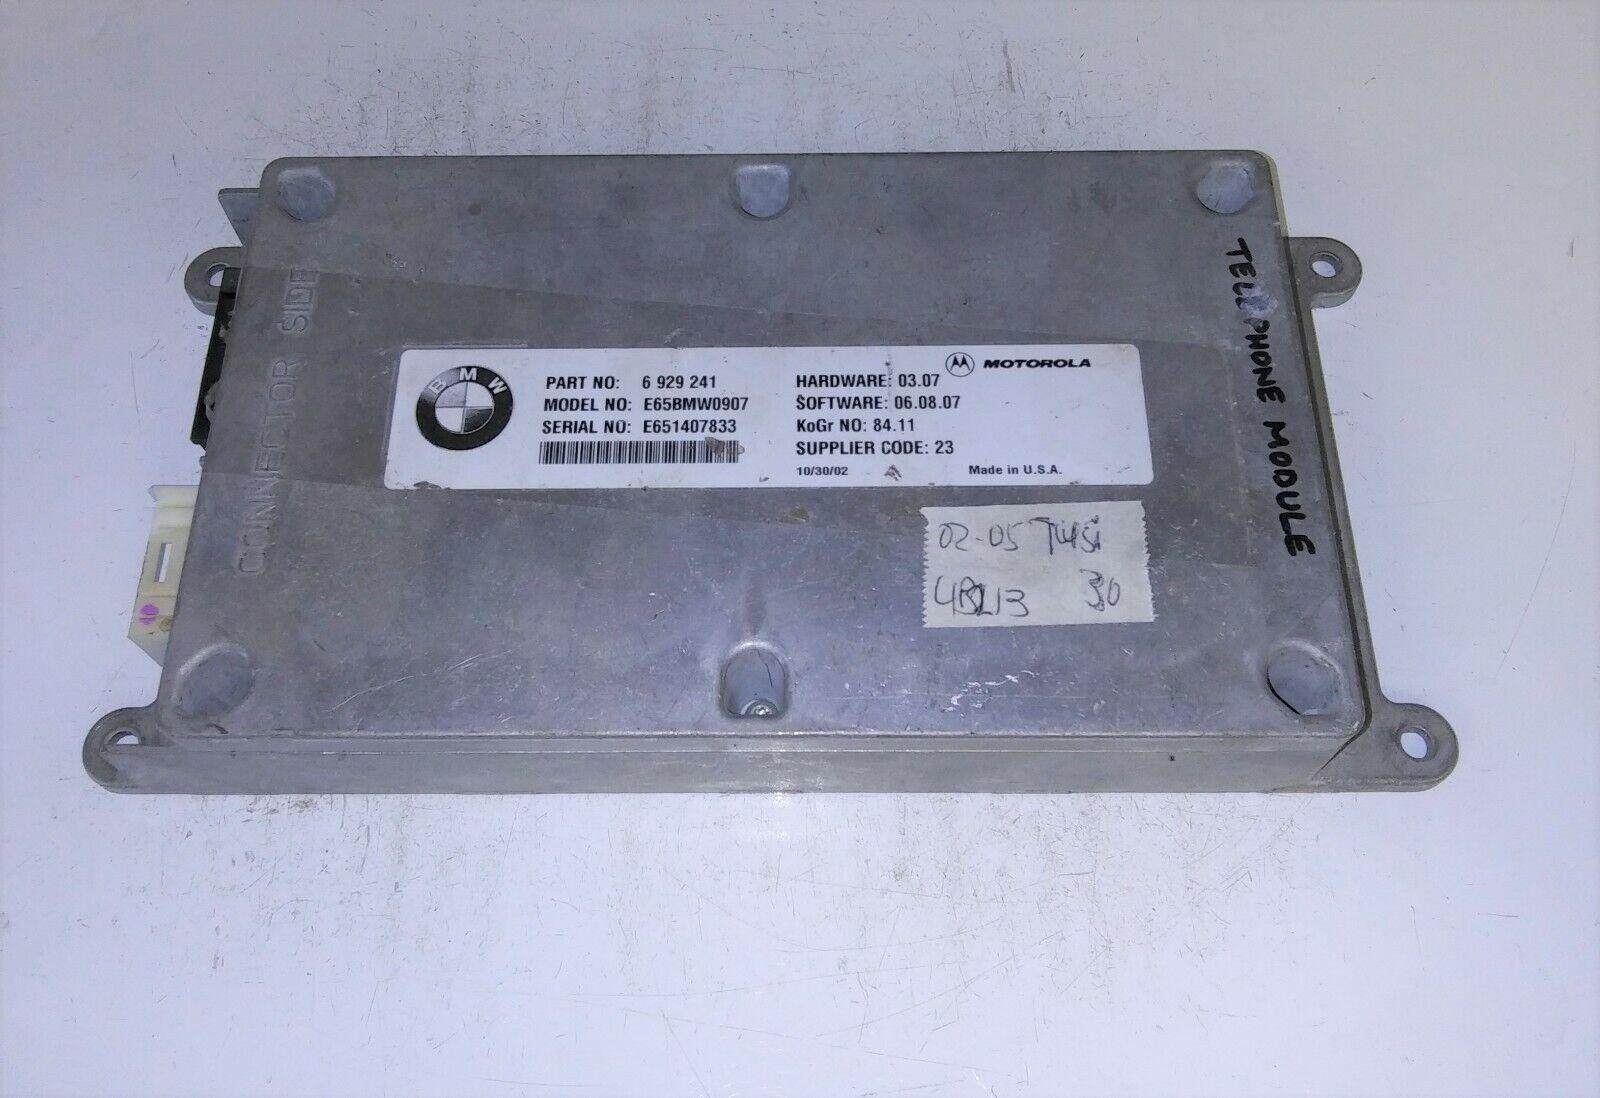 CONNECTOR SIDE
BMW
PART NO: 6 929 241
MODEL NO: E65BMW0907
SERIAL NO: E651407833
MOTOROLA
HARDWARE: 03.07
SOFTWARE: 06.08.07
KoGr NO: 84.11
SUPPLIER CODE: 23
10/30/02 Made in U.S.A.
02-05 745i
30
TELEPHONE MODULE